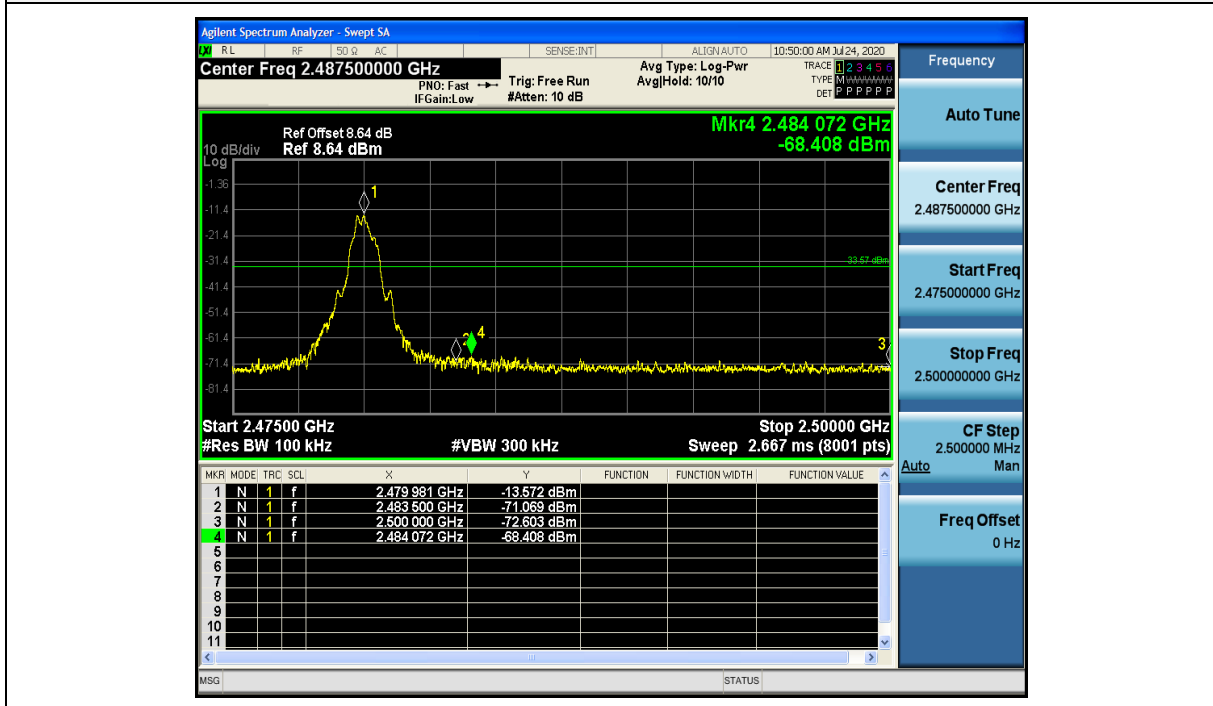 Agilent Spectrum Analyzer - Swept SA
LXI RL RF 50 Ω AC SENSE:INT ALIGN AUTO 10:50:00 AM Jul 24, 2020
Center Freq 2.487500000 GHz
PNO: Fast
IFGain:Low
Trig: Free Run
#Atten: 10 dB
Avg Type: Log-Pwr
Avg|Hold: 10/10
TRACE 1 2 3 4 5 6
TYPE M W W W W W
DET P P P P P P
Mkr4 2.484 072 GHz
-68.408 dBm
Ref Offset 8.64 dB
10 dB/div Ref 8.64 dBm
Log
-1.36
-11.4
-21.4
-31.4
-41.4
-51.4
-61.4
-71.4
-81.4
1
33.57 dBm
2
4
3
Start 2.47500 GHz Stop 2.50000 GHz
#Res BW 100 kHz #VBW 300 kHz Sweep 2.667 ms (8001 pts)
MKR MODE TRC SCL X Y FUNCTION FUNCTION WIDTH FUNCTION VALUE
1 N 1 f 2.479 981 GHz -13.572 dBm
2 N 1 f 2.483 500 GHz -71.069 dBm
3 N 1 f 2.500 000 GHz -72.603 dBm
4 N 1 f 2.484 072 GHz -68.408 dBm
5
6
7
8
9
10
11
MSG STATUS
Frequency
Auto Tune
Center Freq
2.487500000 GHz
Start Freq
2.475000000 GHz
Stop Freq
2.500000000 GHz
CF Step
2.500000 MHz
Auto Man
Freq Offset
0 Hz